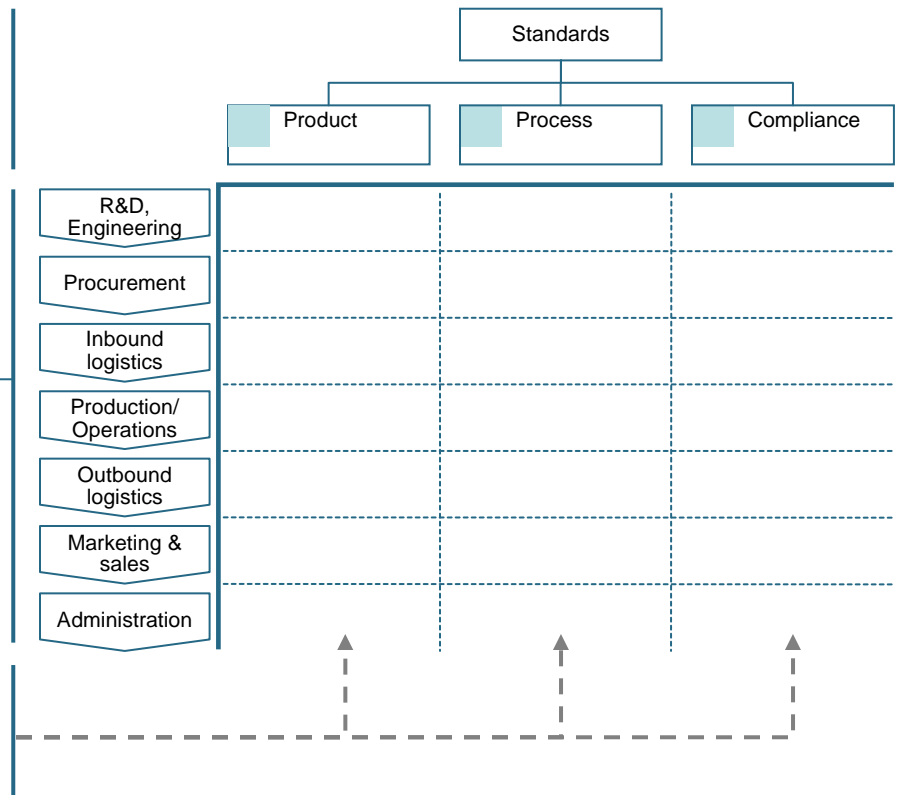 Standards
Product
Process
Compliance
R&D,
Engineering
Procurement
Inbound
logistics
Production/
Operations
Outbound
logistics
Marketing &
sales
Administration